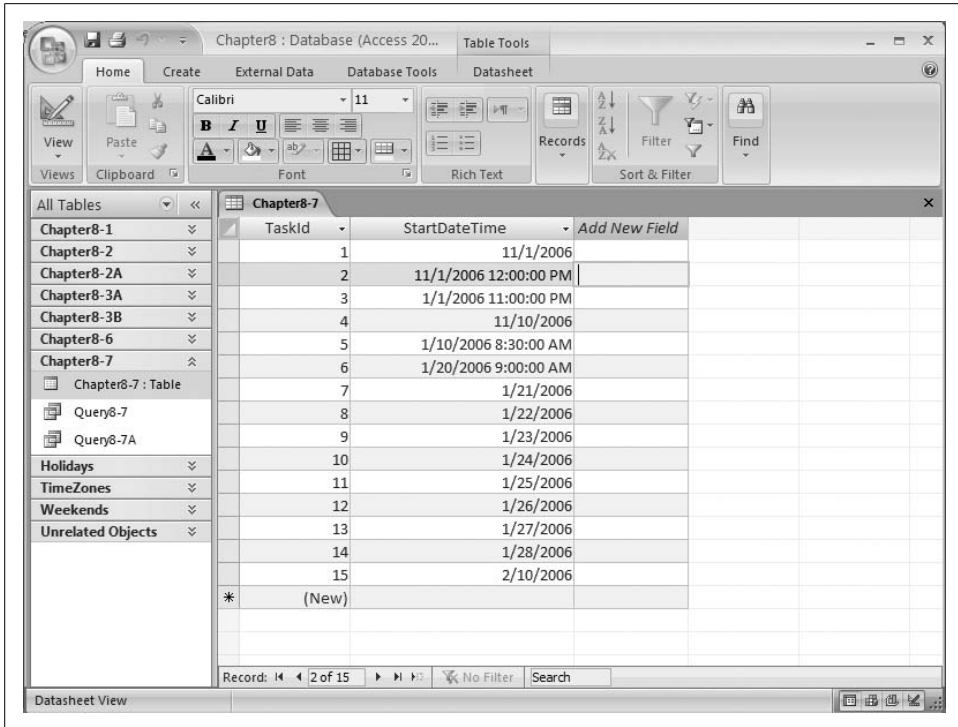 Chapter8 : Database (Access 20...
Table Tools
Home Create External Data Database Tools Datasheet
View
Paste
Calibri 11
B I U
A ab
Records
A Z
Z A
Filter
Find
Views Clipboard Font Rich Text Sort & Filter
All Tables «
Chapter8-1
Chapter8-2
Chapter8-2A
Chapter8-3A
Chapter8-3B
Chapter8-6
Chapter8-7
Chapter8-7 : Table
Query8-7
Query8-7A
Holidays
TimeZones
Weekends
Unrelated Objects
Chapter8-7 x
TaskId StartDateTime Add New Field
1 11/1/2006
2 11/1/2006 12:00:00 PM
3 1/1/2006 11:00:00 PM
4 11/10/2006
5 1/10/2006 8:30:00 AM
6 1/20/2006 9:00:00 AM
7 1/21/2006
8 1/22/2006
9 1/23/2006
10 1/24/2006
11 1/25/2006
12 1/26/2006
13 1/27/2006
14 1/28/2006
15 2/10/2006
* (New)
Record: 2 of 15 No Filter Search
Datasheet View